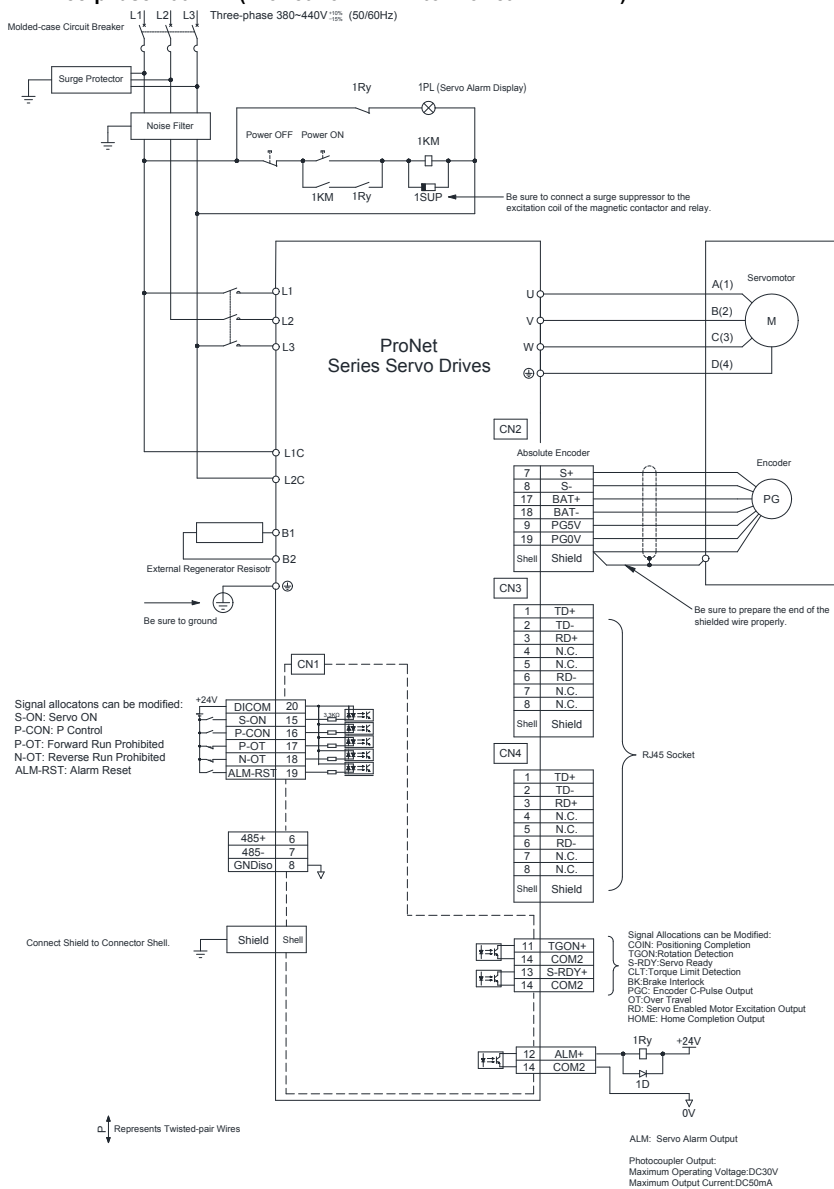 L1 L2 L3 Three-phase 380~440V +10% -15% (50/60Hz)
Molded-case Circuit Breaker
Surge Protector
1Ry 1PL (Servo Alarm Display)
Noise Filter
Power OFF Power ON
1KM
1KM 1Ry 1SUP
Be sure to connect a surge suppressor to the
excitation coil of the magnetic contactor and relay.
L1
L2
L3
ProNet
Series Servo Drives
U
V
W
A(1)
B(2)
C(3)
D(4)
Servomotor
M
L1C
L2C
CN2
Absolute Encoder
7 S+
8 S-
17 BAT+
18 BAT-
9 PG5V
19 PG0V
Shell Shield
Encoder
PG
Be sure to prepare the end of the
shielded wire properly.
B1
B2
External Regenerator Resisotr
Be sure to ground
CN3
1 TD+
2 TD-
3 RD+
4 N.C.
5 N.C.
6 RD-
7 N.C.
8 N.C.
Shell Shield
RJ45 Socket
CN4
1 TD+
2 TD-
3 RD+
4 N.C.
5 N.C.
6 RD-
7 N.C.
8 N.C.
Shell Shield
CN1
Signal allocatons can be modified:
S-ON: Servo ON
P-CON: P Control
P-OT: Forward Run Prohibited
N-OT: Reverse Run Prohibited
ALM-RST: Alarm Reset
+24V
DICOM 20
S-ON 15
P-CON 16
P-OT 17
N-OT 18
ALM-RST 19
3.3KΩ
485+ 6
485- 7
GNDiso 8
Connect Shield to Connector Shell.
Shield Shell
11 TGON+
14 COM2
13 S-RDY+
14 COM2
Signal Allocations can be Modified:
COIN: Positioning Completion
TGON:Rotation Detection
S-RDY:Servo Ready
CLT:Torque Limit Detection
BK:Brake Interlock
PGC: Encoder C-Pulse Output
OT:Over Travel
RD: Servo Enabled Motor Excitation Output
HOME: Home Completion Output
12 ALM+
14 COM2
1Ry +24V
1D
0V
P Represents Twisted-pair Wires
ALM: Servo Alarm Output
Photocoupler Output:
Maximum Operating Voltage:DC30V
Maximum Output Current:DC50mA